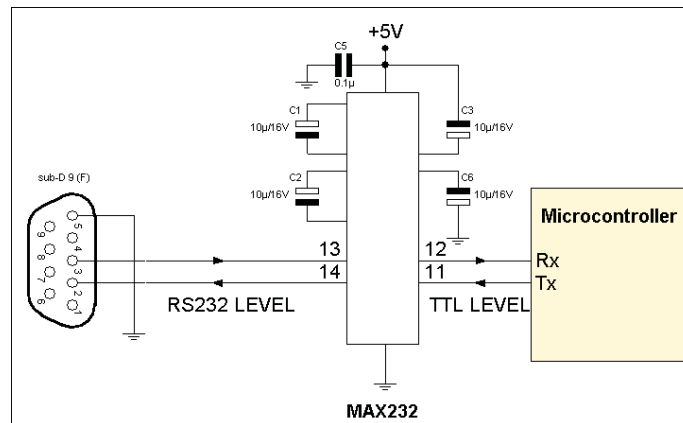 +5V
C5
0.1µ
C1
10µ/16V
C3
10µ/16V
C2
10µ/16V
C6
10µ/16V
sub-D 9 (F)
5
9
4
8
3
7
2
6
1
13
12
14
11
RS232 LEVEL
TTL LEVEL
Microcontroller
Rx
Tx
MAX232